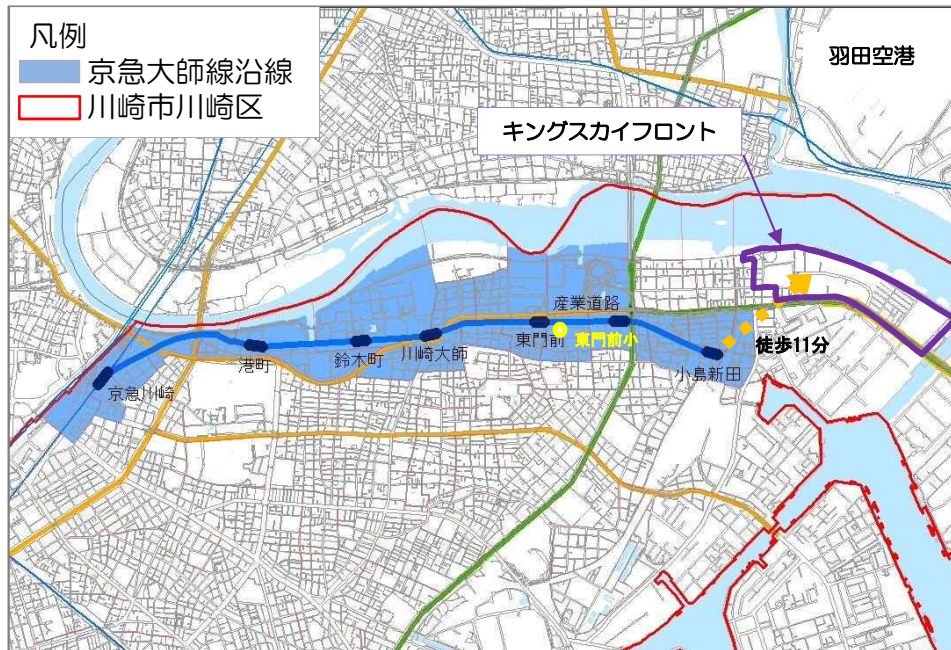 凡例
京急大師線沿線
川崎市川崎区
羽田空港
キングスカイフロント
産業道路
東門前
東門前小
川崎大師
鈴木町
港町
京急川崎
小島新田
徒歩11分